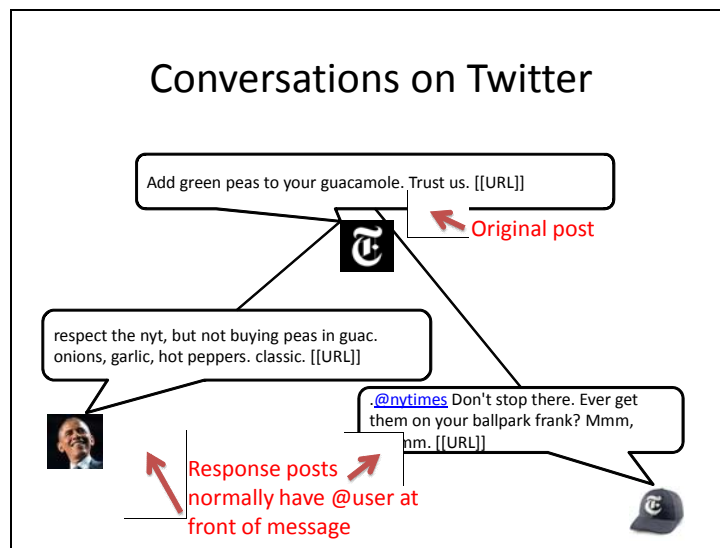 Conversations on Twitter
Add green peas to your guacamole. Trust us. [[URL]]
Original post
respect the nyt, but not buying peas in guac.
onions, garlic, hot peppers. classic. [[URL]]
.@nytimes Don't stop there. Ever get
them on your ballpark frank? Mmm,
mm. [[URL]]
Response posts
normally have @user at
front of message